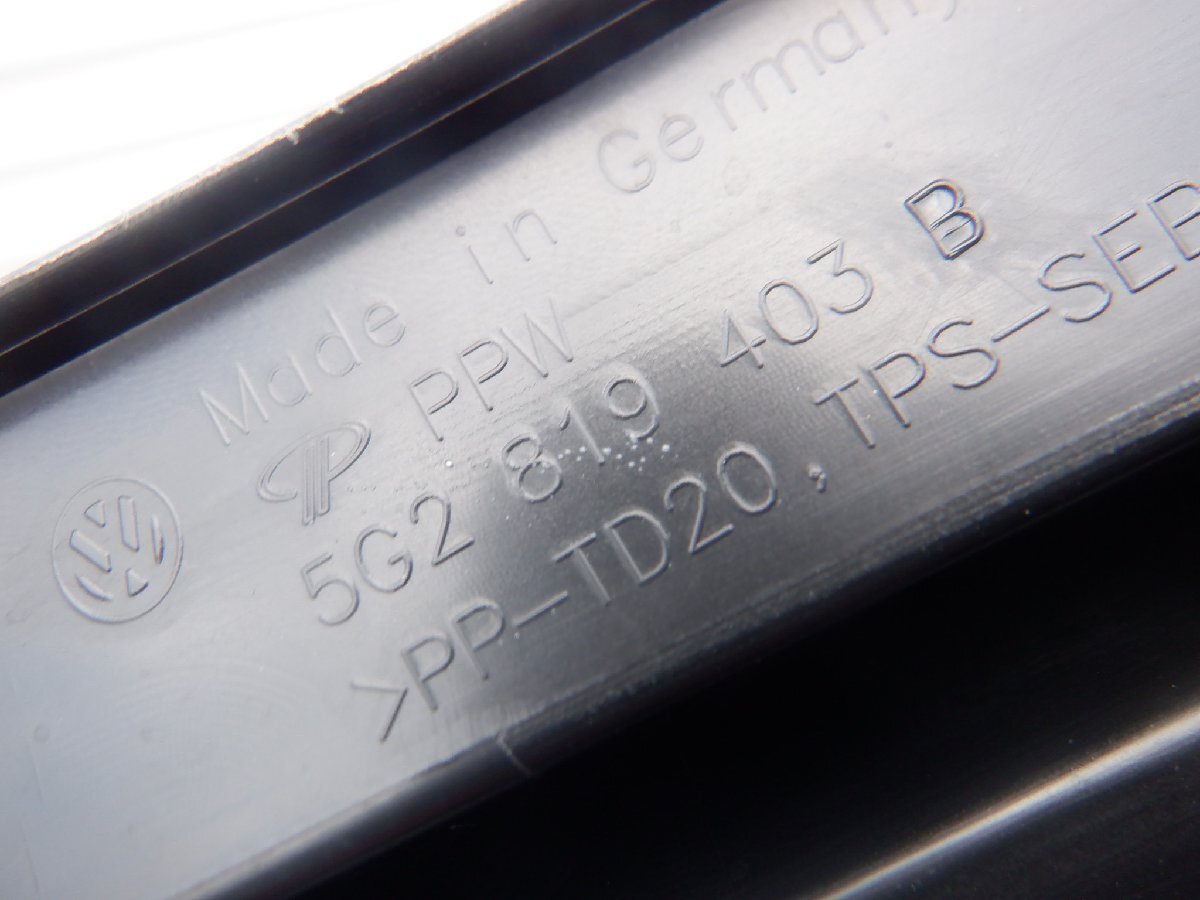 Made in Germany
PPW
5G2 819 403 B
>PP-TD20, TPS-SEB